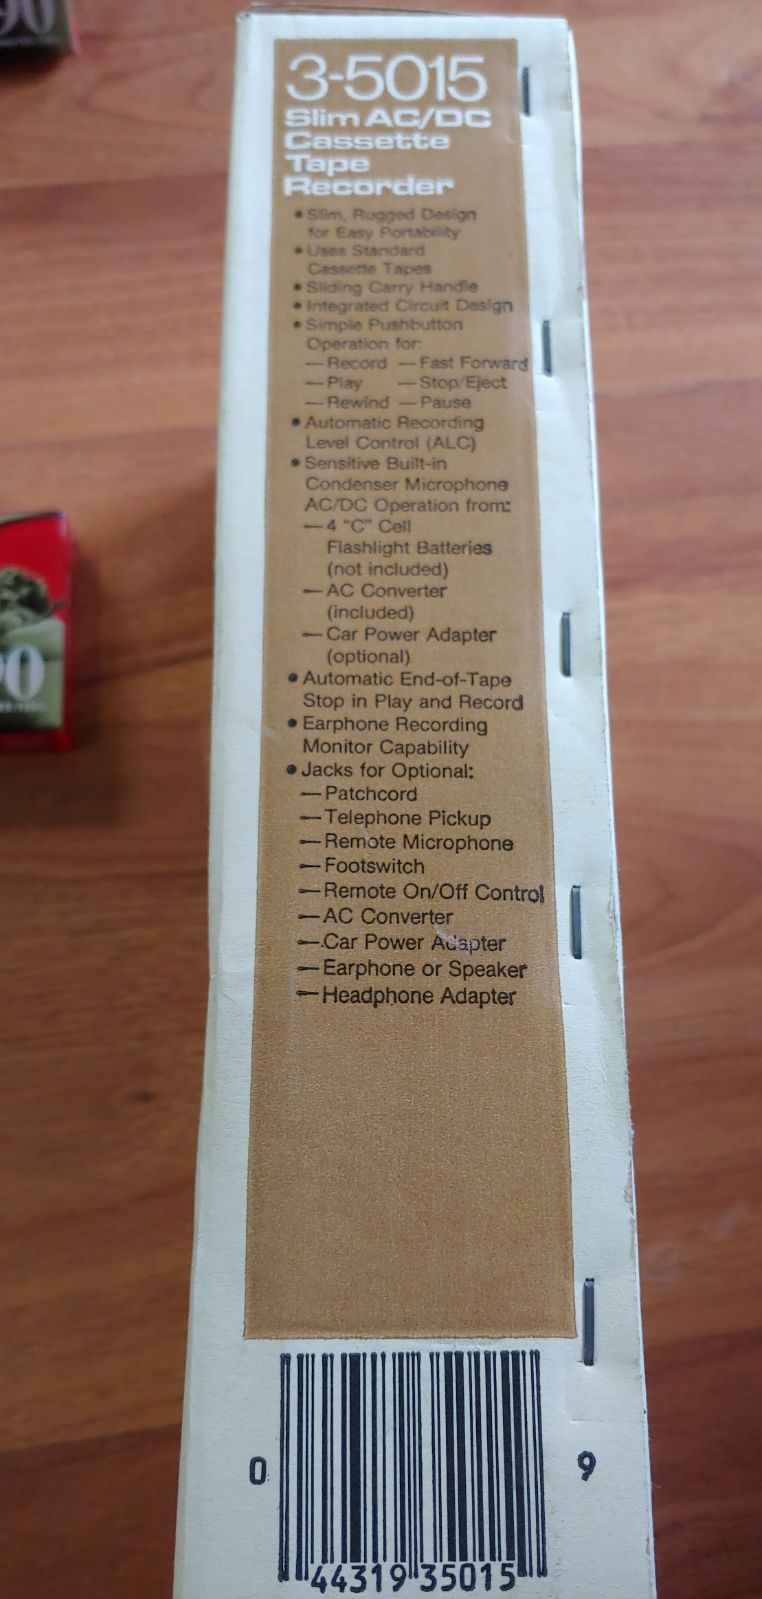 90
3-5015
Slim AC/DC
Cassette
Tape
Recorder
• Slim, Rugged Design
for Easy Portability
• Uses Standard
Cassette Tapes
• Sliding Carry Handle
• Integrated Circuit Design
• Simple Pushbutton
Operation for:
— Record — Fast Forward
— Play — Stop/Eject
— Rewind — Pause
• Automatic Recording
Level Control (ALC)
• Sensitive Built-in
Condenser Microphone
AC/DC Operation from:
— 4 "C" Cell
Flashlight Batteries
(not included)
— AC Converter
(included)
— Car Power Adapter
(optional)
• Automatic End-of-Tape
Stop in Play and Record
• Earphone Recording
Monitor Capability
• Jacks for Optional:
— Patchcord
— Telephone Pickup
— Remote Microphone
— Footswitch
— Remote On/Off Control
— AC Converter
— Car Power Adapter
— Earphone or Speaker
— Headphone Adapter
90
0 44319 35015 9